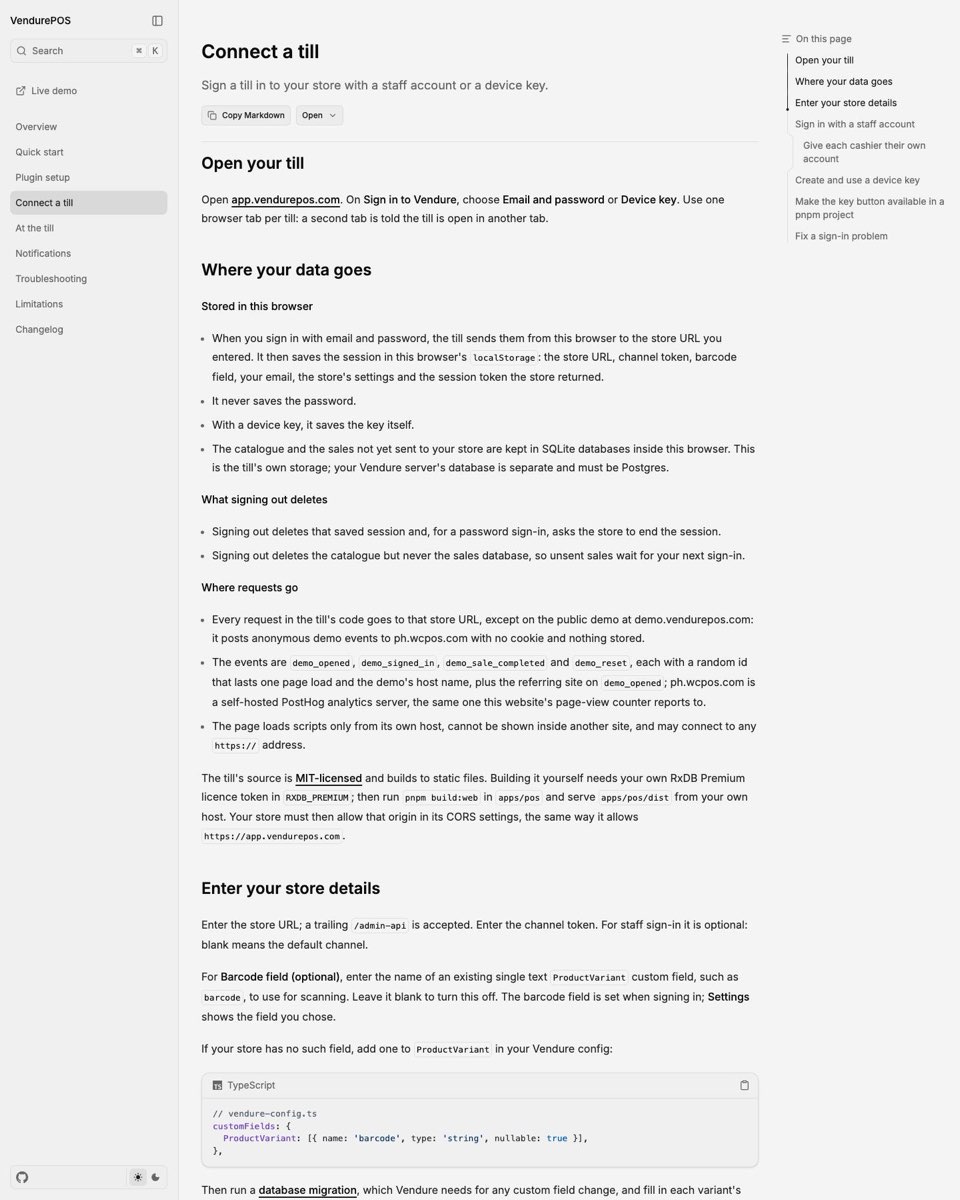 VendurePOS
Search
⌘ K
Live demo
Overview
Quick start
Plugin setup
Connect a till
At the till
Notifications
Troubleshooting
Limitations
Changelog
Connect a till
Sign a till in to your store with a staff account or a device key.
Copy Markdown
Open
Open your till
Open app.vendurepos.com. On Sign in to Vendure, choose Email and password or Device key. Use one
browser tab per till: a second tab is told the till is open in another tab.
Where your data goes
Stored in this browser
• When you sign in with email and password, the till sends them from this browser to the store URL you
entered. It then saves the session in this browser's localStorage: the store URL, channel token, barcode
field, your email, the store's settings and the session token the store returned.
• It never saves the password.
• With a device key, it saves the key itself.
• The catalogue and the sales not yet sent to your store are kept in SQLite databases inside this browser. This
is the till's own storage; your Vendure server's database is separate and must be Postgres.
What signing out deletes
• Signing out deletes that saved session and, for a password sign-in, asks the store to end the session.
• Signing out deletes the catalogue but never the sales database, so unsent sales wait for your next sign-in.
Where requests go
• Every request in the till's code goes to that store URL, except on the public demo at demo.vendurepos.com:
it posts anonymous demo events to ph.wcpos.com with no cookie and nothing stored.
• The events are demo_opened, demo_signed_in, demo_sale_completed and demo_reset, each with a random id
that lasts one page load and the demo's host name, plus the referring site on demo_opened; ph.wcpos.com is
a self-hosted PostHog analytics server, the same one this website's page-view counter reports to.
• The page loads scripts only from its own host, cannot be shown inside another site, and may connect to any
https:// address.
The till's source is MIT-licensed and builds to static files. Building it yourself needs your own RxDB Premium
licence token in RXDB_PREMIUM; then run pnpm build:web in apps/pos and serve apps/pos/dist from your own
host. Your store must then allow that origin in its CORS settings, the same way it allows
https://app.vendurepos.com.
Enter your store details
Enter the store URL; a trailing /admin-api is accepted. Enter the channel token. For staff sign-in it is optional:
blank means the default channel.
For Barcode field (optional), enter the name of an existing single text ProductVariant custom field, such as
barcode, to use for scanning. Leave it blank to turn this off. The barcode field is set when signing in; Settings
shows the field you chose.
If your store has no such field, add one to ProductVariant in your Vendure config:
TS TypeScript
// vendure-config.ts
customFields: {
  ProductVariant: [{ name: 'barcode', type: 'string', nullable: true }],
},
Then run a database migration, which Vendure needs for any custom field change, and fill in each variant's
On this page
Open your till
Where your data goes
Enter your store details
Sign in with a staff account
Give each cashier their own
account
Create and use a device key
Make the key button available in a
pnpm project
Fix a sign-in problem